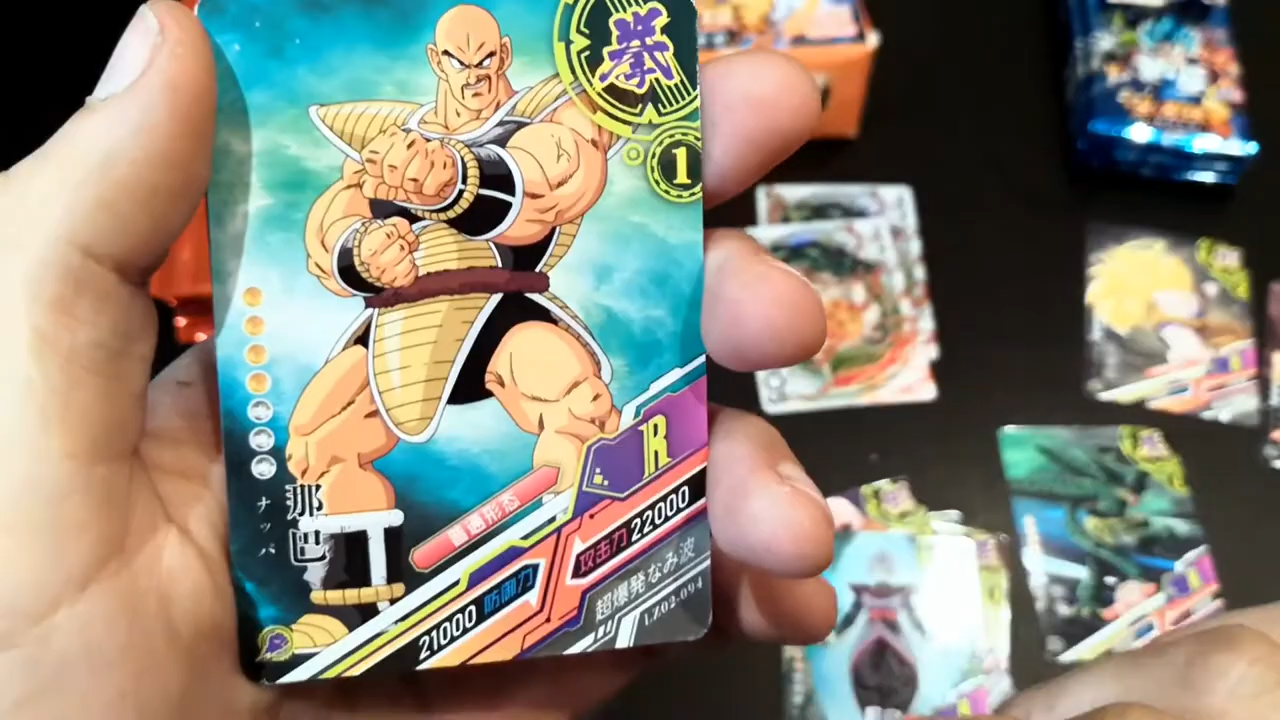 拳
1
R
普通形态
攻击力 22000
21000 防御力
超爆発なみ波
LZ02-094
那巴
ナッパ